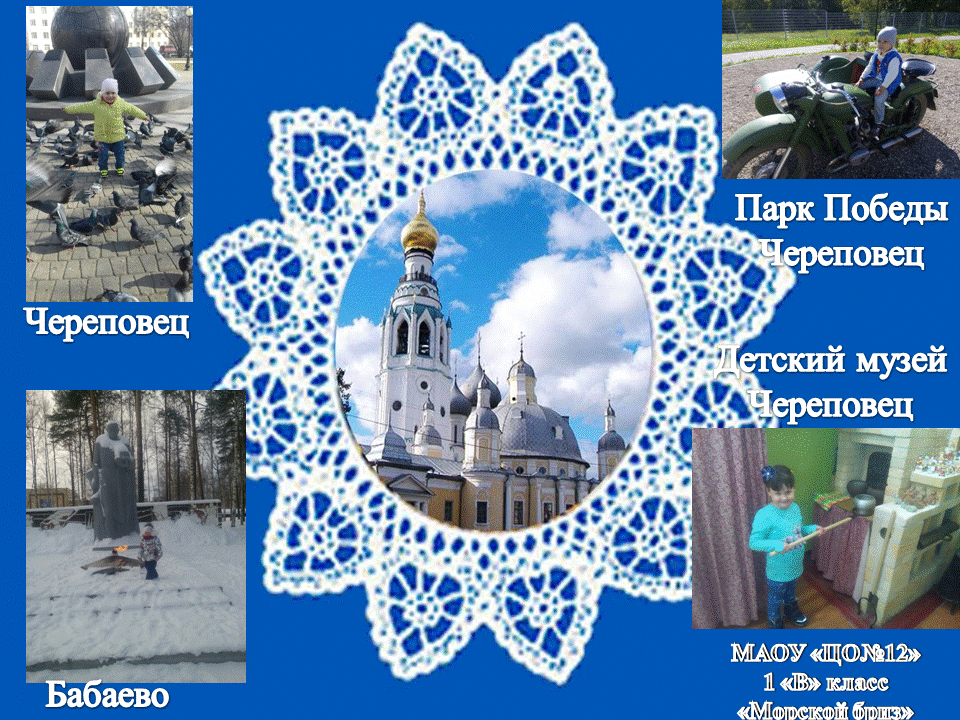 Парк Победы
Череповец
Череповец
Детский музей
Череповец
Бабаево
МАОУ «ЦО№12»
1 «В» класс
«Морской бриз»